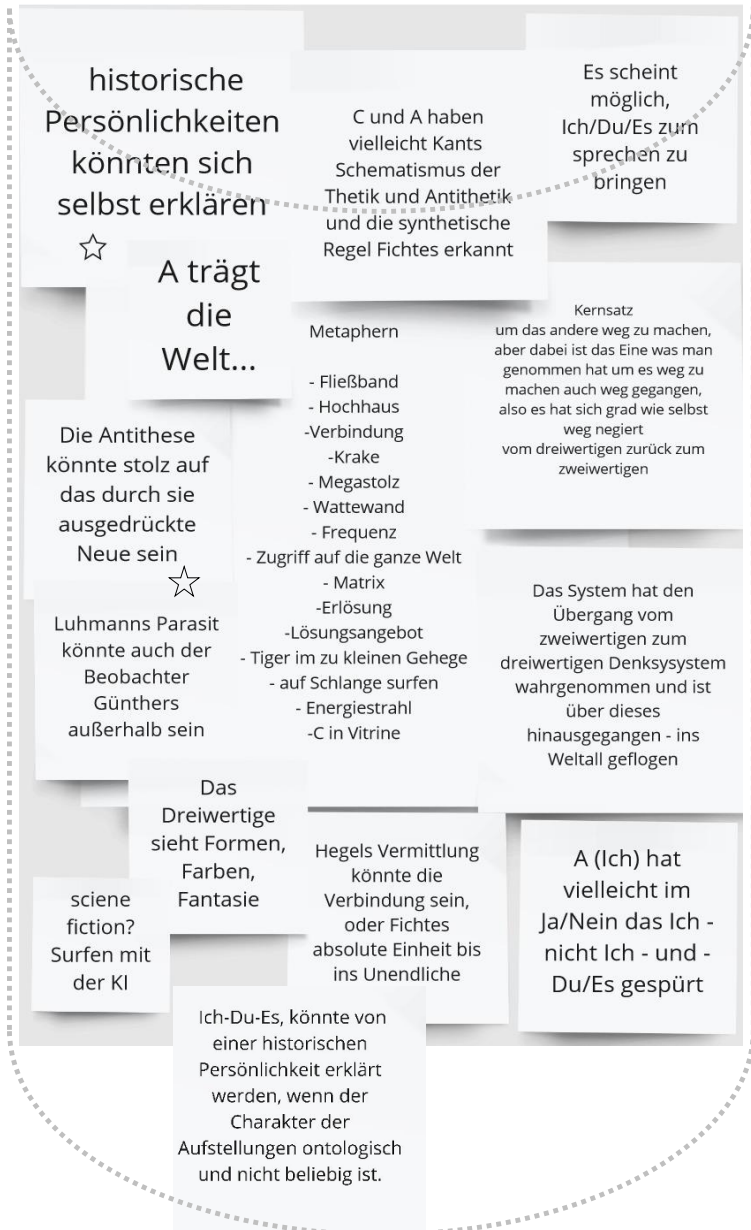 historische
Persönlichkeiten
könnten sich
selbst erklären
C und A haben
vielleicht Kants
Schematismus der
Thetik und Antithetik
und die synthetische
Regel Fichtes erkannt
Es scheint
möglich,
Ich/Du/Es zum
sprechen zu
bringen
A trägt
die
Welt...
Metaphern
- Fließband
- Hochhaus
-Verbindung
-Krake
- Megastolz
- Wattewand
- Frequenz
- Zugriff auf die ganze Welt
- Matrix
-Erlösung
-Lösungsangebot
- Tiger im zu kleinen Gehege
- auf Schlange surfen
- Energiestrahl
-C in Vitrine
Kernsatz
um das andere weg zu machen,
aber dabei ist das Eine was man
genommen hat um es weg zu
machen auch weg gegangen,
also es hat sich grad wie selbst
weg negiert
vom dreiwertigen zurück zum
zweiwertigen
Die Antithese
könnte stolz auf
das durch sie
ausgedrückte
Neue sein
Luhmanns Parasit
könnte auch der
Beobachter
Günthers
außerhalb sein
Das System hat den
Übergang vom
zweiwertigen zum
dreiwertigen Denksysystem
wahrgenommen und ist
über dieses
hinausgegangen - ins
Weltall geflogen
Das
Dreiwertige
sieht Formen,
Farben,
Fantasie
sciene
fiction?
Surfen mit
der KI
Hegels Vermittlung
könnte die
Verbindung sein,
oder Fichtes
absolute Einheit bis
ins Unendliche
A (Ich) hat
vielleicht im
Ja/Nein das Ich -
nicht Ich - und -
Du/Es gespürt
Ich-Du-Es, könnte von
einer historischen
Persönlichkeit erklärt
werden, wenn der
Charakter der
Aufstellungen ontologisch
und nicht beliebig ist.